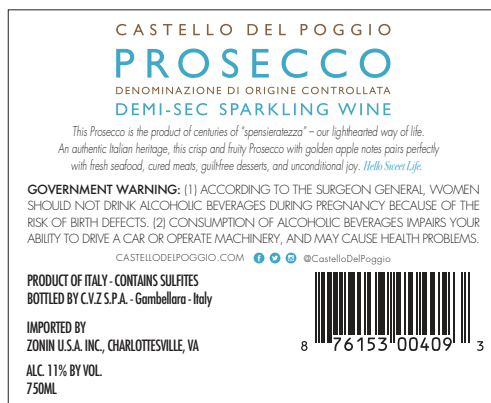 CASTELLO DEL POGGIO
PROSECCO
DENOMINAZIONE DI ORIGINE CONTROLLATA
DEMI-SEC SPARKLING WINE
This Prosecco is the product of centuries of "spensieratezza" – our lighthearted way of life.
An authentic Italian heritage, this crisp and fruity Prosecco with golden apple notes pairs perfectly
with fresh seafood, cured meats, guilt-free desserts, and unconditional joy. Hello Sweet Life.
GOVERNMENT WARNING: (1) ACCORDING TO THE SURGEON GENERAL, WOMEN
SHOULD NOT DRINK ALCOHOLIC BEVERAGES DURING PREGNANCY BECAUSE OF THE
RISK OF BIRTH DEFECTS. (2) CONSUMPTION OF ALCOHOLIC BEVERAGES IMPAIRS YOUR
ABILITY TO DRIVE A CAR OR OPERATE MACHINERY, AND MAY CAUSE HEALTH PROBLEMS.
CASTELLODELPOGGIO.COM @CastelloDelPoggio
PRODUCT OF ITALY - CONTAINS SULFITES
BOTTLED BY C.V.Z S.P.A. - Gambellara - Italy
IMPORTED BY
ZONIN U.S.A. INC., CHARLOTTESVILLE, VA
ALC. 11% BY VOL.
750ML
8 76153 00409 3